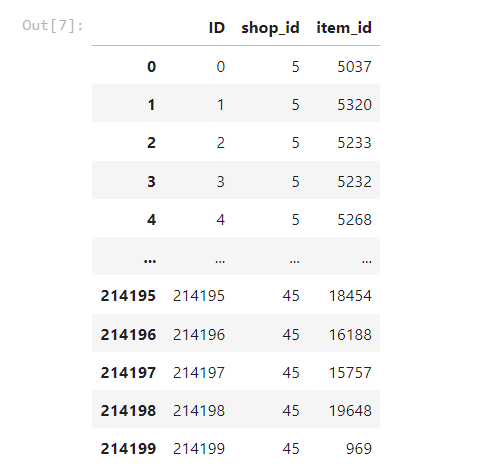 Out[7]:
ID shop_id item_id
0 0 5 5037
1 1 5 5320
2 2 5 5233
3 3 5 5232
4 4 5 5268
... ... ... ...
214195 214195 45 18454
214196 214196 45 16188
214197 214197 45 15757
214198 214198 45 19648
214199 214199 45 969